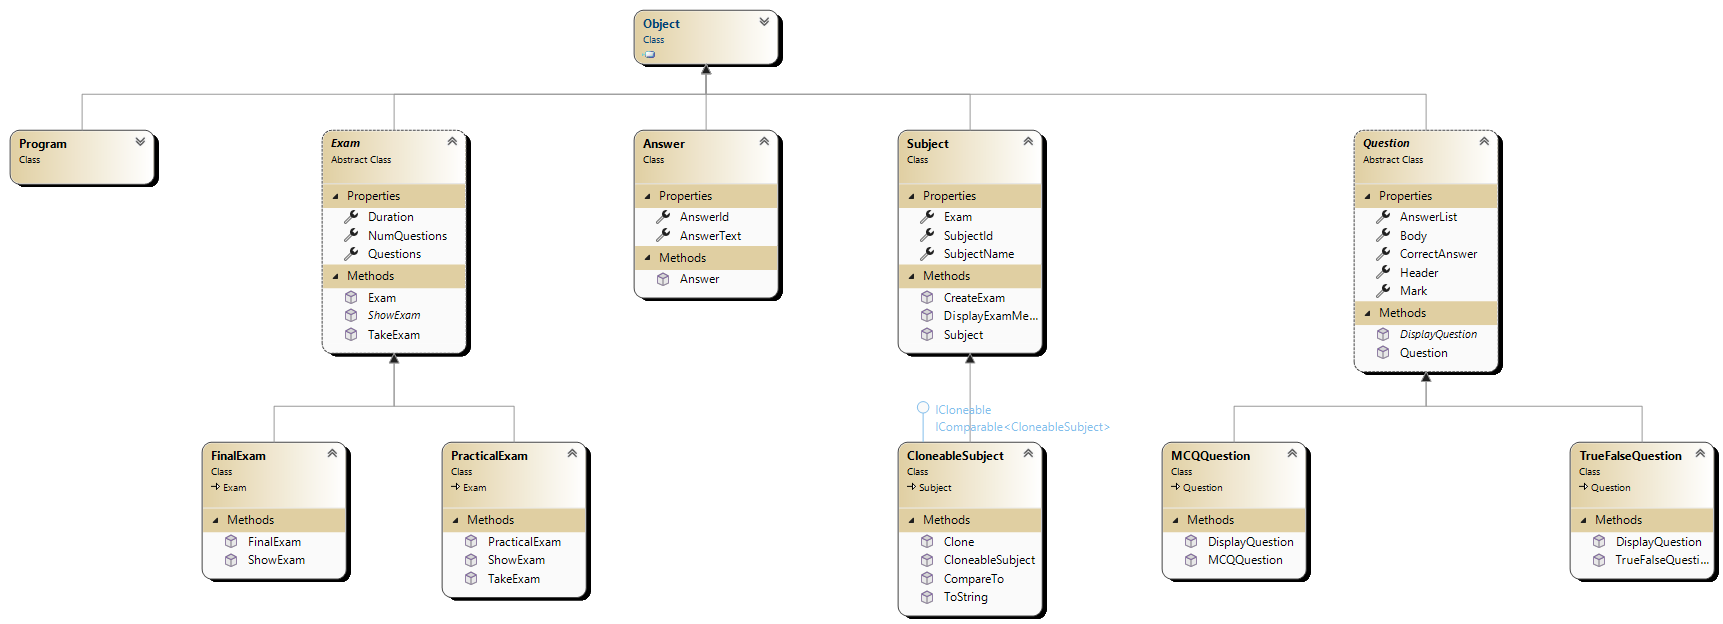 Object
Class
Program
Class
Exam
Abstract Class
Properties
Duration
NumQuestions
Questions
Methods
Exam
ShowExam
TakeExam
Answer
Class
Properties
AnswerId
AnswerText
Methods
Answer
Subject
Class
Properties
Exam
SubjectId
SubjectName
Methods
CreateExam
DisplayExamMe...
Subject
Question
Abstract Class
Properties
AnswerList
Body
CorrectAnswer
Header
Mark
Methods
DisplayQuestion
Question
FinalExam
Class
Exam
Methods
FinalExam
ShowExam
PracticalExam
Class
Exam
Methods
PracticalExam
ShowExam
TakeExam
ICloneable
IComparable<CloneableSubject>
CloneableSubject
Class
Subject
Methods
Clone
CloneableSubject
CompareTo
ToString
MCQQuestion
Class
Question
Methods
DisplayQuestion
MCQQuestion
TrueFalseQuestion
Class
Question
Methods
DisplayQuestion
TrueFalseQuesti...